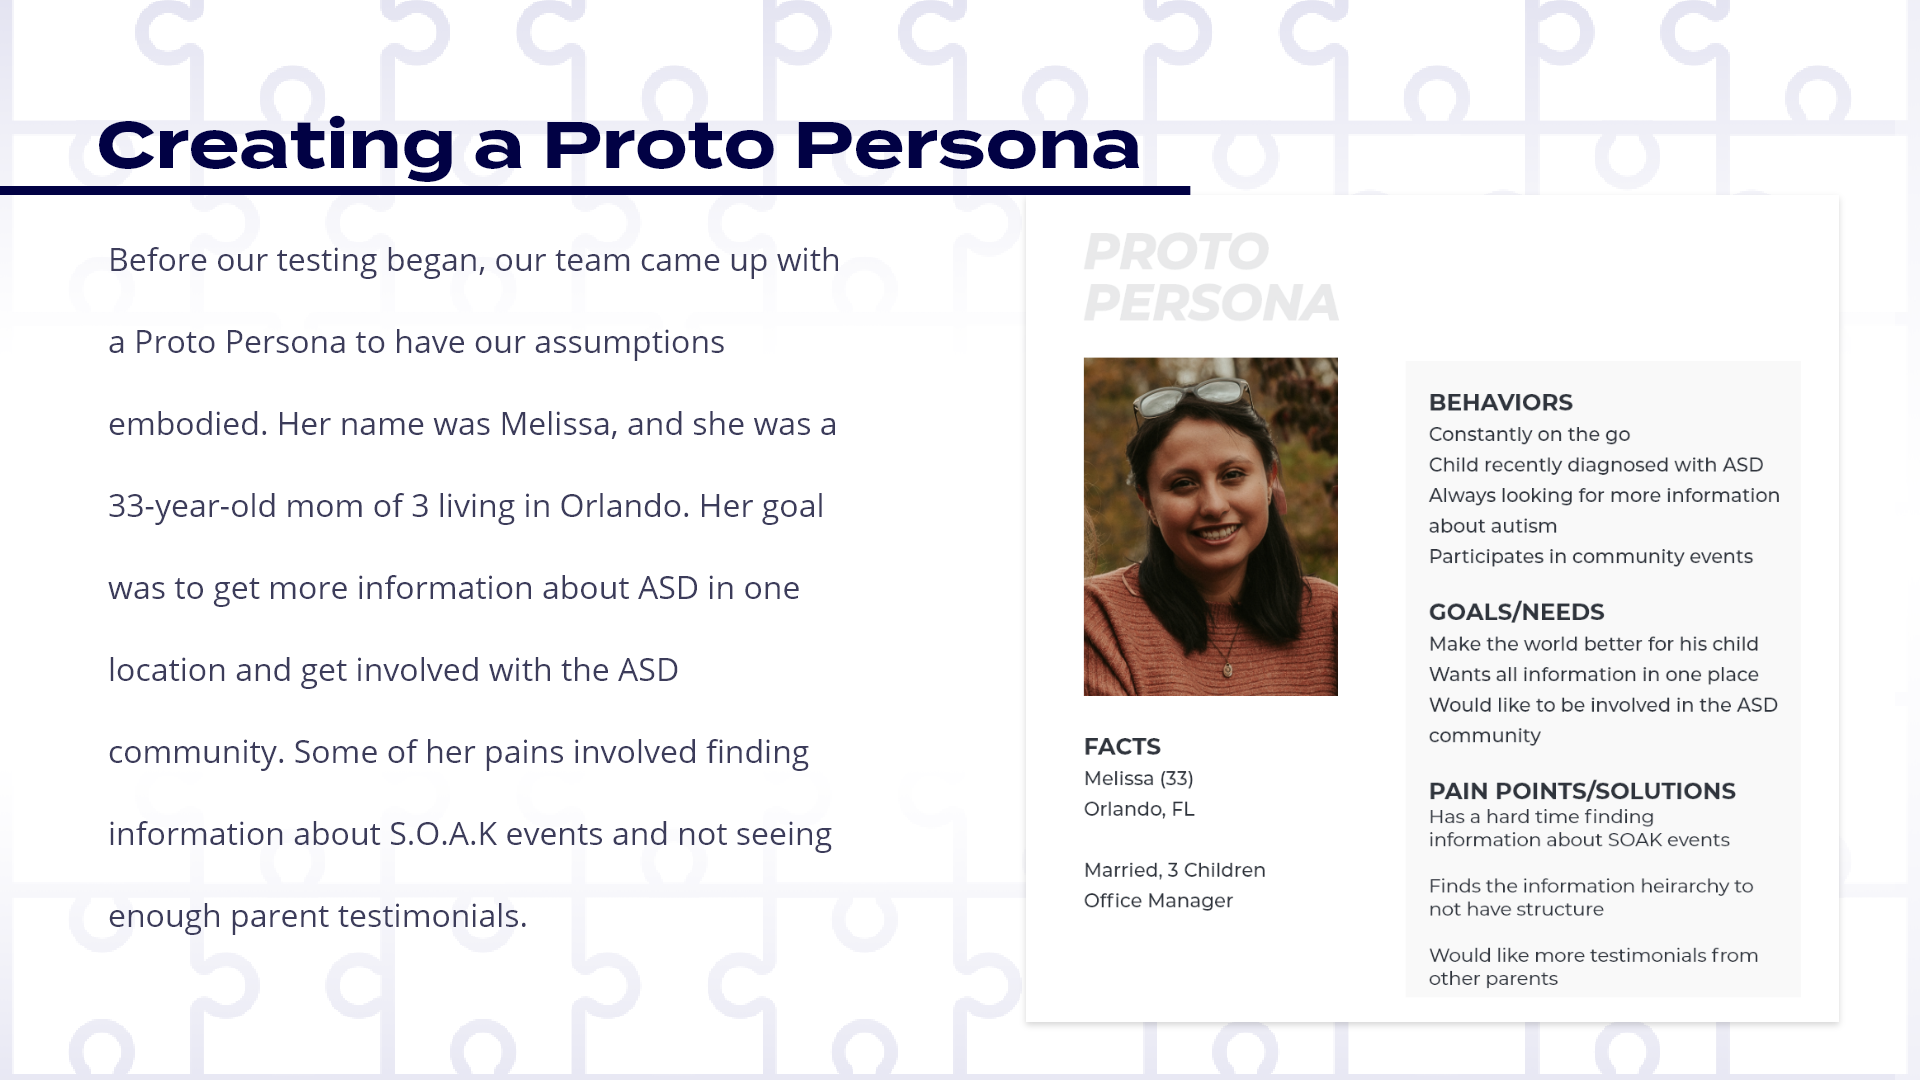 Creating a Proto Persona
Before our testing began, our team came up with
a Proto Persona to have our assumptions
embodied. Her name was Melissa, and she was a
33-year-old mom of 3 living in Orlando. Her goal
was to get more information about ASD in one
location and get involved with the ASD
community. Some of her pains involved finding
information about S.O.A.K events and not seeing
enough parent testimonials.
PROTO
PERSONA
FACTS
Melissa (33)
Orlando, FL
Married, 3 Children
Office Manager
BEHAVIORS
Constantly on the go
Child recently diagnosed with ASD
Always looking for more information
about autism
Participates in community events
GOALS/NEEDS
Make the world better for his child
Wants all information in one place
Would like to be involved in the ASD
community
PAIN POINTS/SOLUTIONS
Has a hard time finding
information about SOAK events
Finds the information heirarchy to
not have structure
Would like more testimonials from
other parents